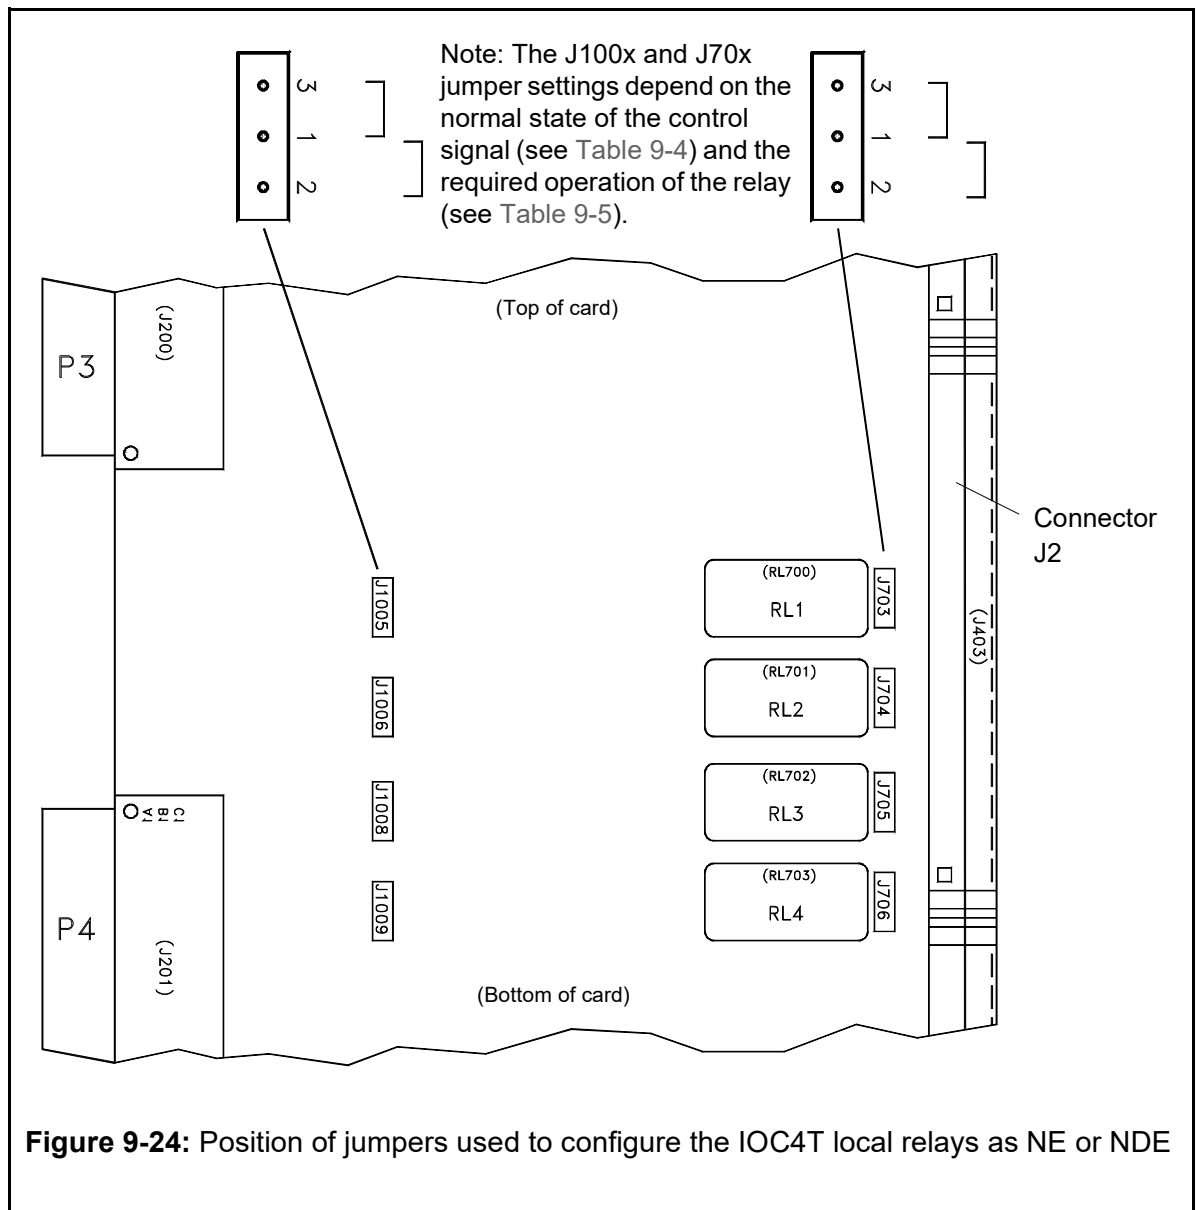 3
1
2
Note: The J100x and J70x
jumper settings depend on the
normal state of the control
signal (see Table 9-4) and the
required operation of the relay
(see Table 9-5).
3
1
2
(Top of card)
P3
(J200)
Connector
J2
(J403)
J1005
(RL700)
RL1
J703
J1006
(RL701)
RL2
J704
J1008
(RL702)
RL3
J705
J1009
(RL703)
RL4
J706
P4
C1
B1
A1
(J201)
(Bottom of card)
Figure 9-24: Position of jumpers used to configure the IOC4T local relays as NE or NDE